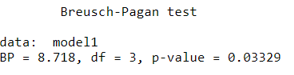 Breusch-Pagan test
data: model1
BP = 8.718, df = 3, p-value = 0.03329